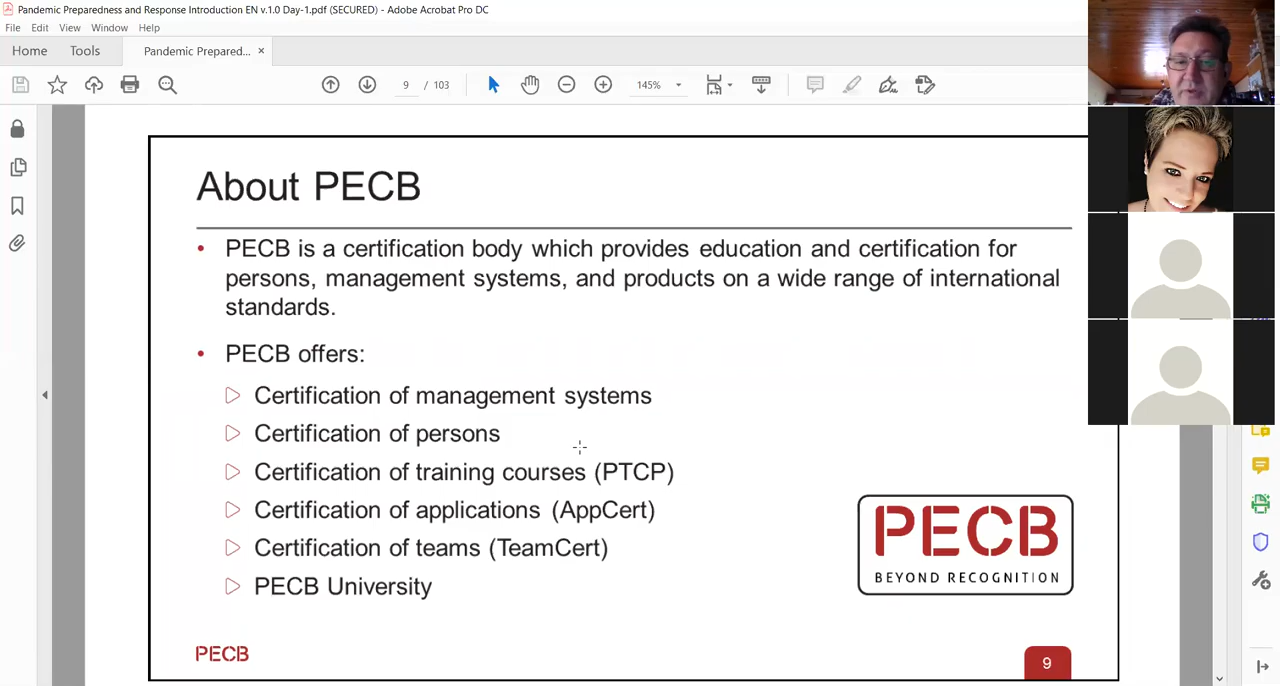 Pandemic Preparedness and Response Introduction EN v.1.0 Day-1.pdf (SECURED) - Adobe Acrobat Pro DC
File Edit View Window Help
Home Tools Pandemic Prepared... ×
9 / 103 145%
About PECB
• PECB is a certification body which provides education and certification for
persons, management systems, and products on a wide range of international
standards.
• PECB offers:
Certification of management systems
Certification of persons
Certification of training courses (PTCP)
Certification of applications (AppCert)
Certification of teams (TeamCert)
PECB University
PECB
BEYOND RECOGNITION
PECB
9